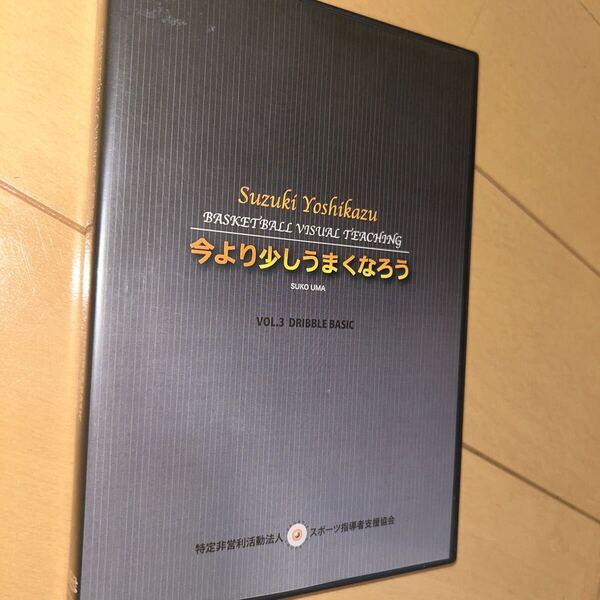 Suzuki Yoshikazu
BASKETBALL VISUAL TEACHING
今より少しうまくなろう
SUKO UMA
VOL.3 DRIBBLE BASIC
特定非営利活動法人 スポーツ指導者支援協会